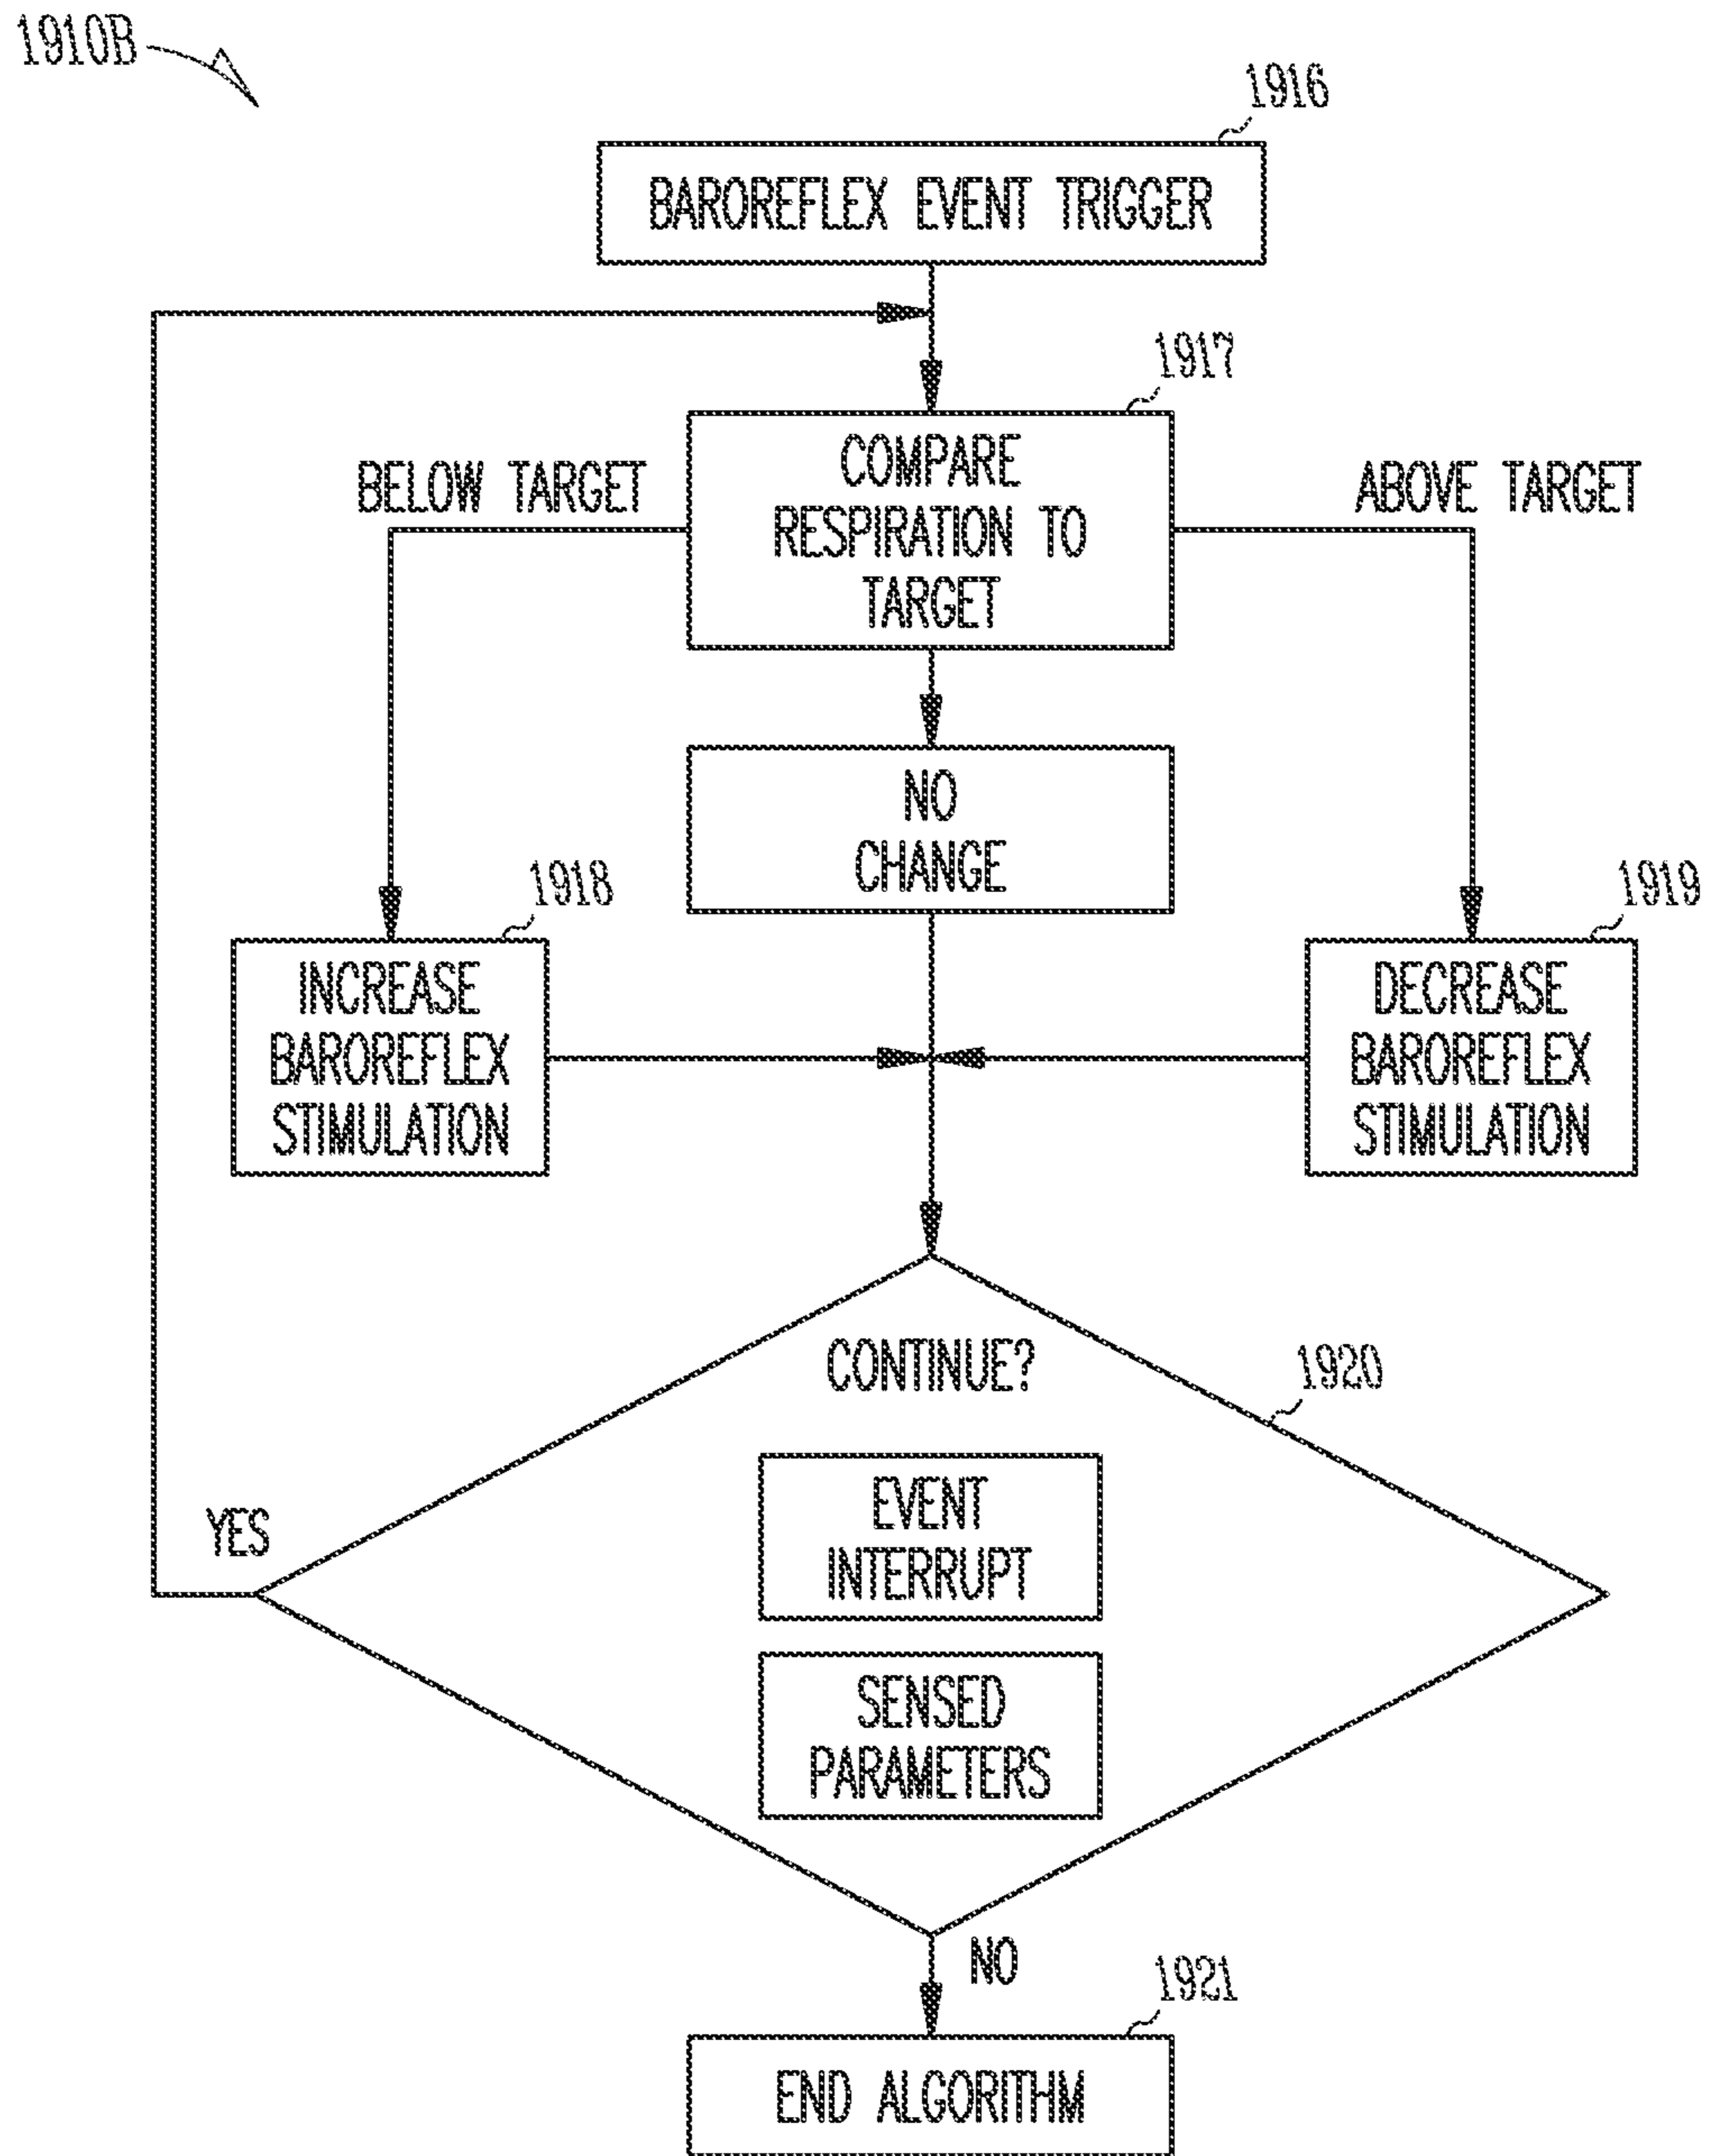 1910B
1916
BAROREFLEX EVENT TRIGGER
1917
BELOW TARGET
COMPARE
RESPIRATION TO
TARGET
ABOVE TARGET
NO
CHANGE
1918
INCREASE
BAROREFLEX
STIMULATION
1919
DECREASE
BAROREFLEX
STIMULATION
CONTINUE?
1920
EVENT
INTERRUPT
YES
SENSED
PARAMETERS
NO
1921
END ALGORITHM